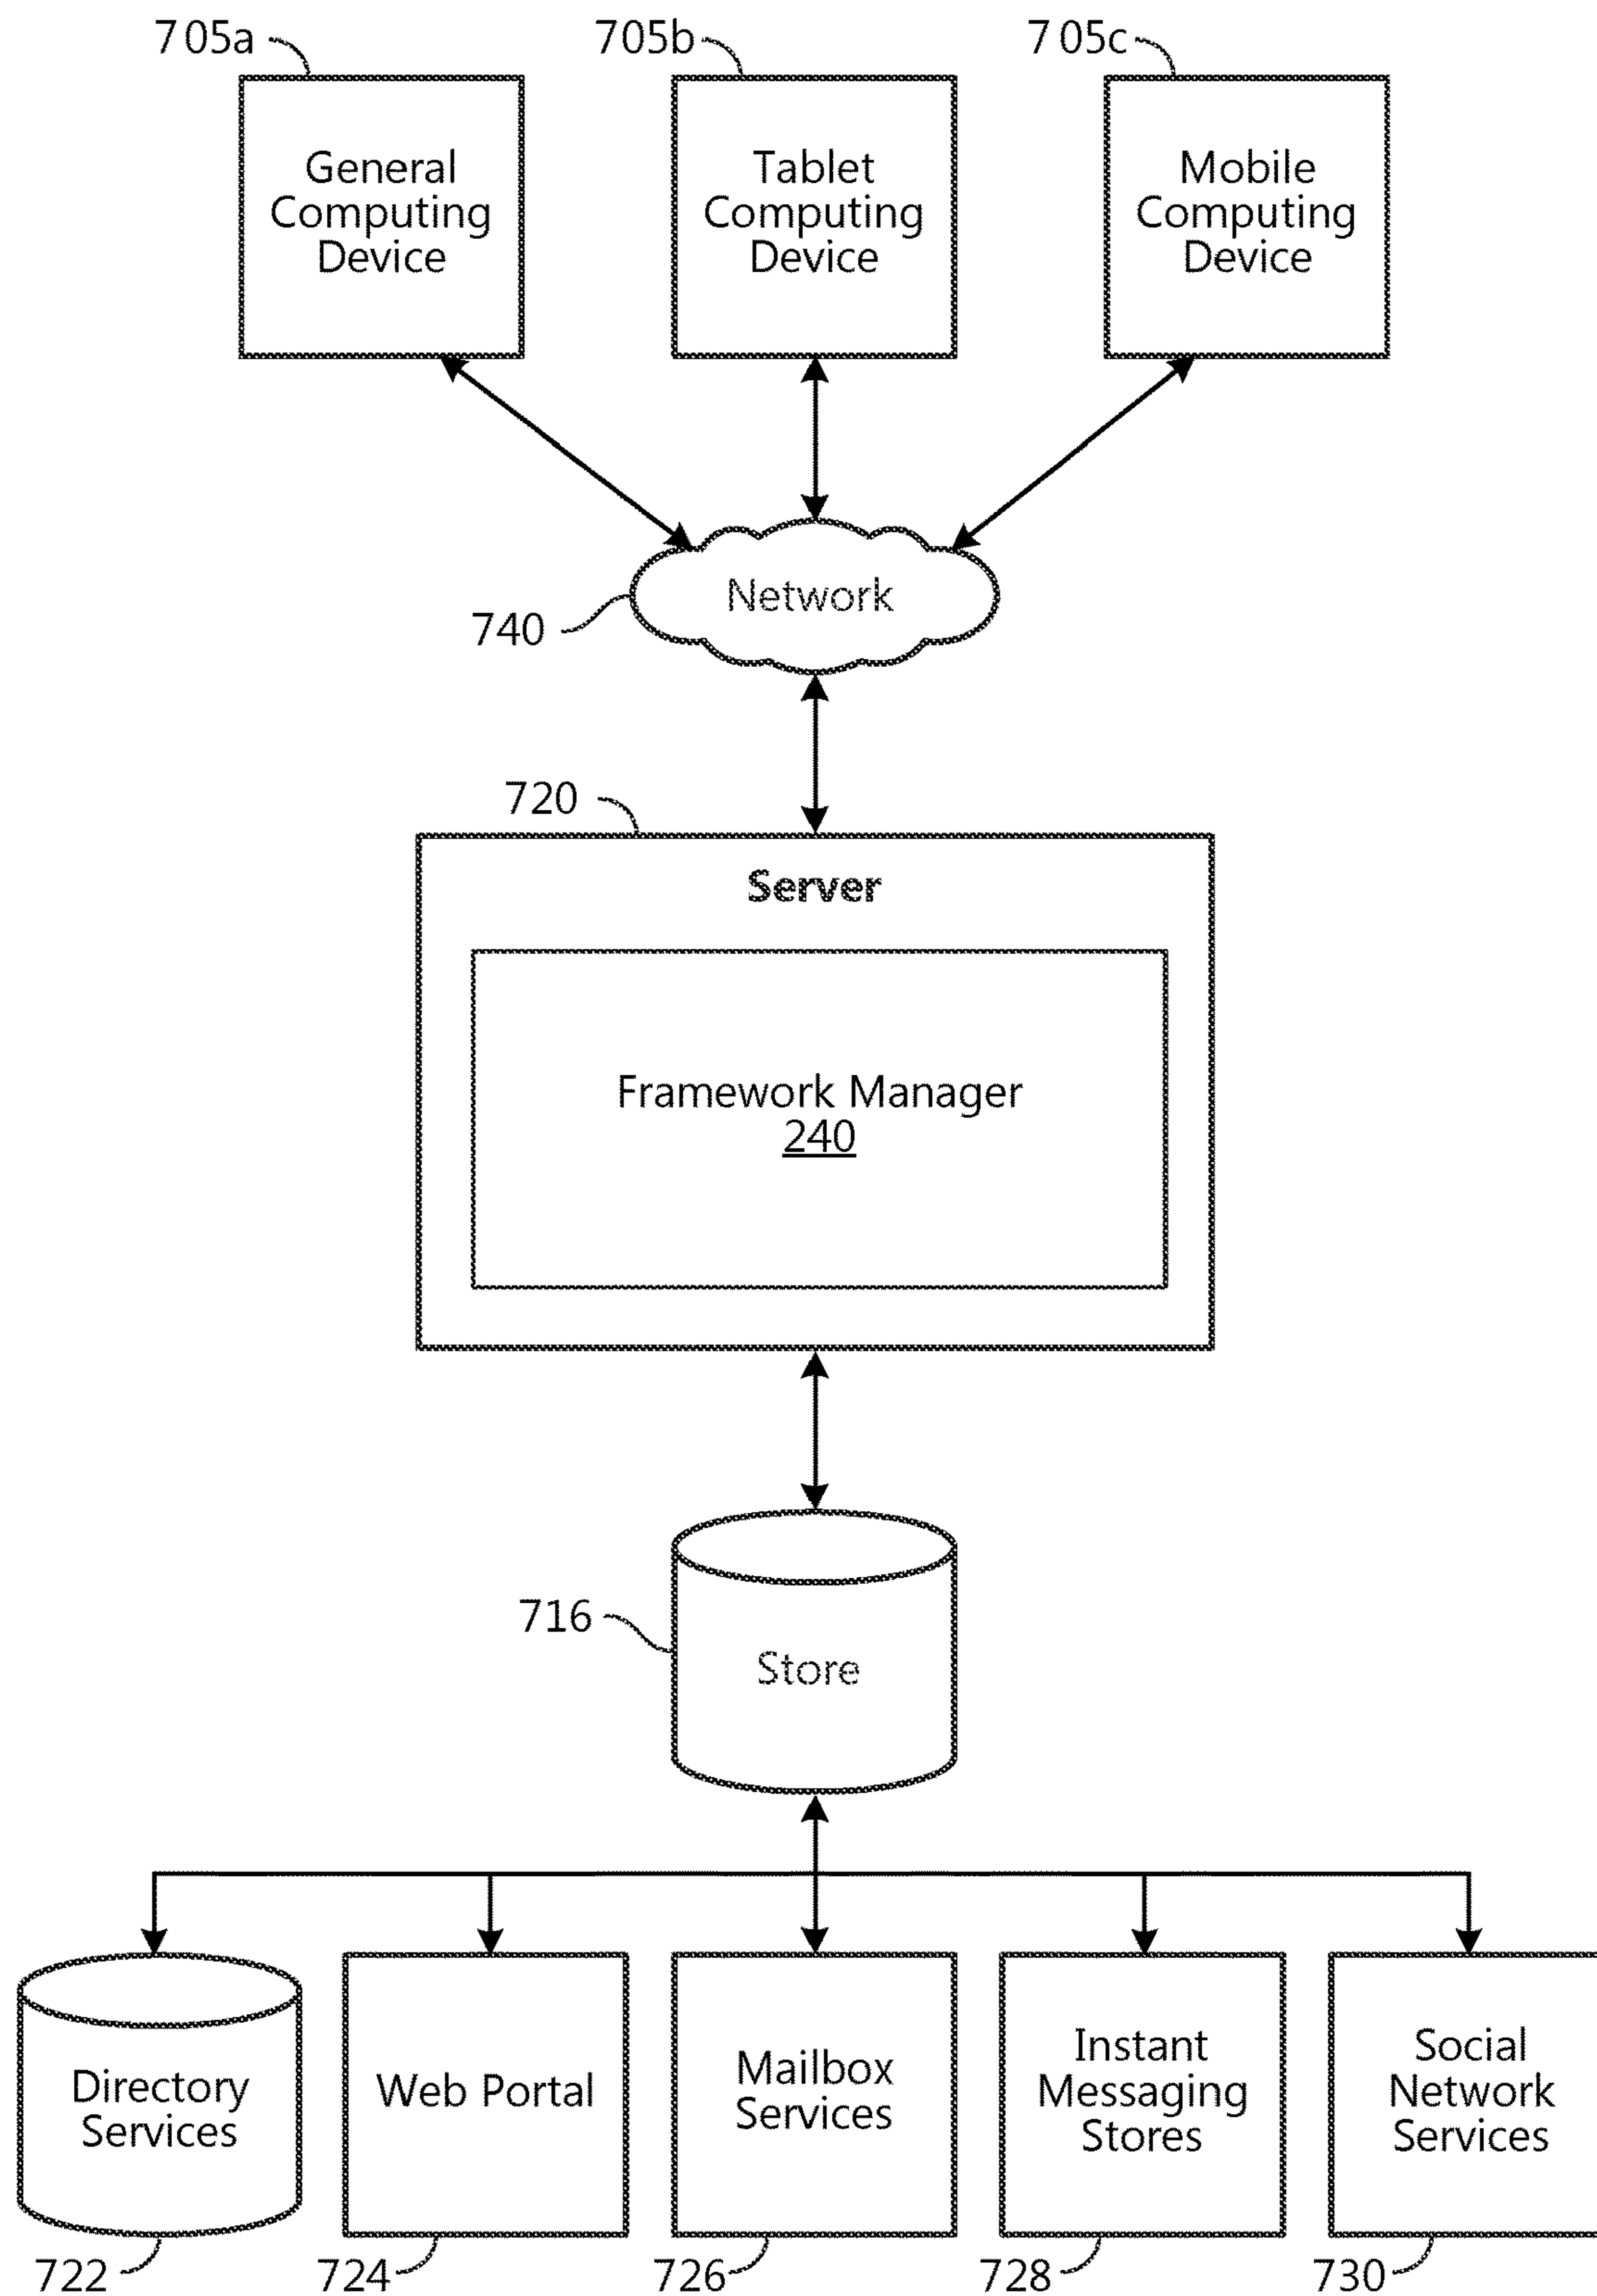 705a
705b
705c
General
Computing
Device
Tablet
Computing
Device
Mobile
Computing
Device
Network
740
720
Server
Framework Manager
240
716
Store
Directory
Services
Web Portal
Mailbox
Services
Instant
Messaging
Stores
Social
Network
Services
722
724
726
728
730